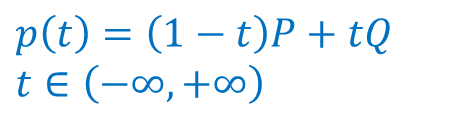 p(t) = (1 − t)P + tQ
t ∈ (−∞, +∞)